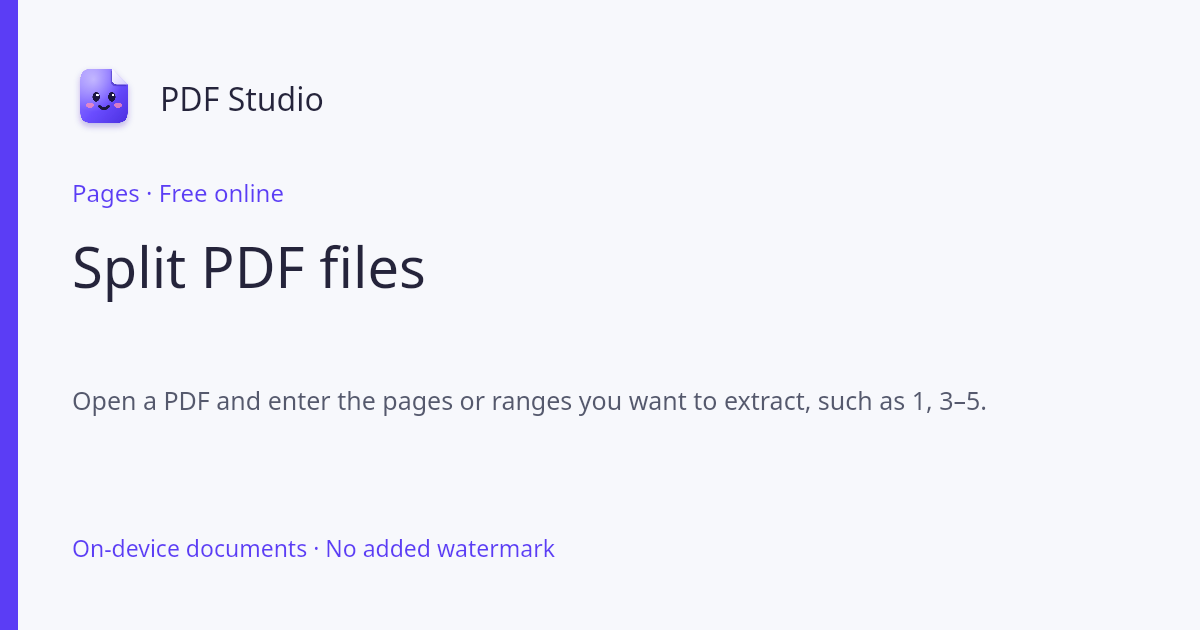 PDF Studio
Pages · Free online
Split PDF files
Open a PDF and enter the pages or ranges you want to extract, such as 1, 3–5.
On-device documents · No added watermark